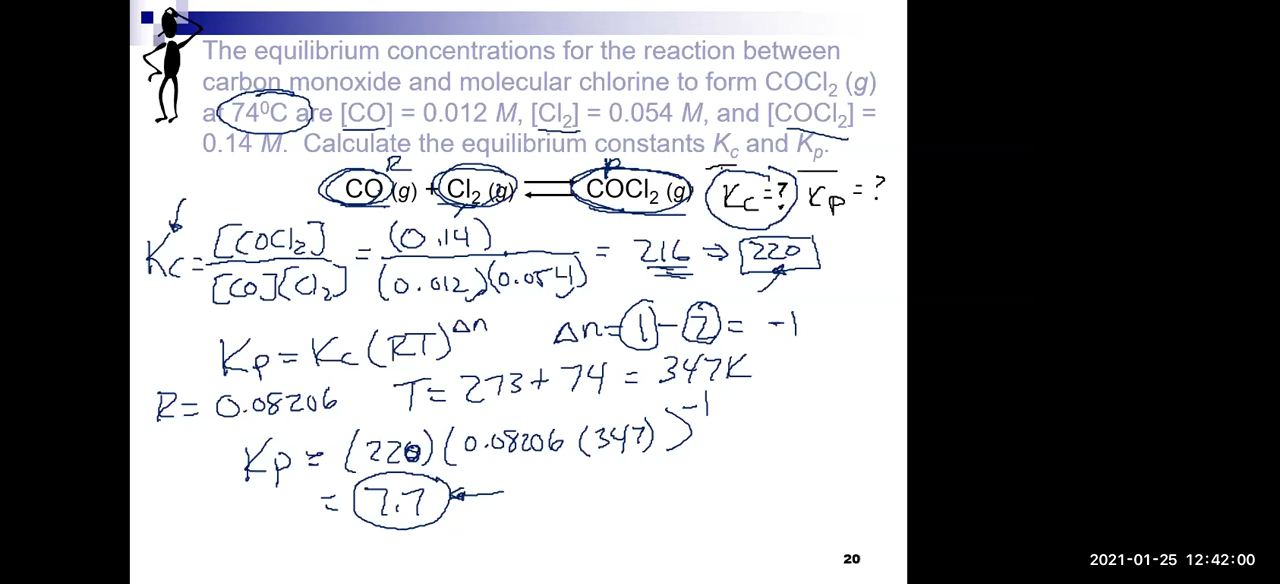 The equilibrium concentrations for the reaction between
carbon monoxide and molecular chlorine to form COCl₂ (g)
at 74⁰C are [CO] = 0.012 M, [Cl₂] = 0.054 M, and [COCl₂] =
0.14 M. Calculate the equilibrium constants Kc and Kp.
R P
CO (g) + Cl₂ (g) ⇌ COCl₂ (g) Kc = ? Kp = ?
Kc = [COCl₂] / [CO][Cl₂] = (0.14) / (0.012)(0.054) = 216 ⇒ 220
Kp = Kc (RT)^Δn Δn = 1 - 2 = -1
R = 0.08206 T = 273 + 74 = 347K
Kp = (220)(0.08206 (347))^-1
= 7.7
20
2021-01-25 12:42:00